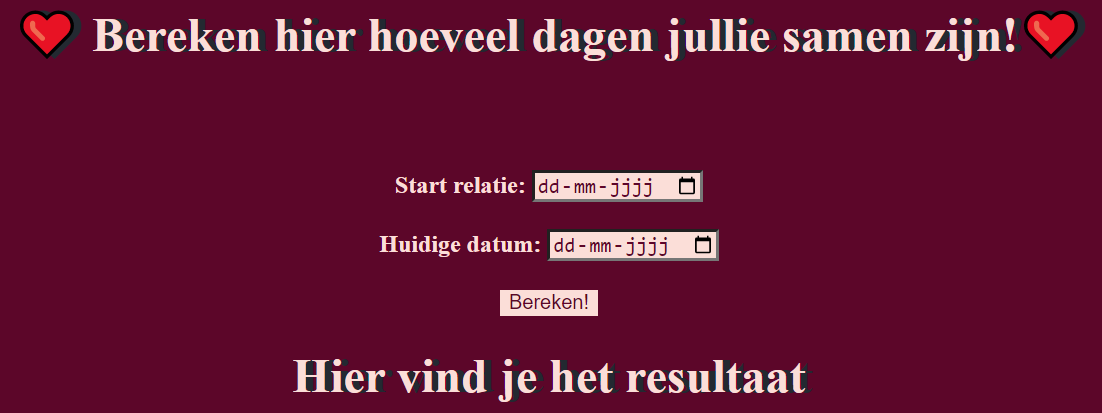 Bereken hier hoeveel dagen jullie samen zijn!
Start relatie: dd-mm-jjjj
Huidige datum: dd-mm-jjjj
Bereken!
Hier vind je het resultaat